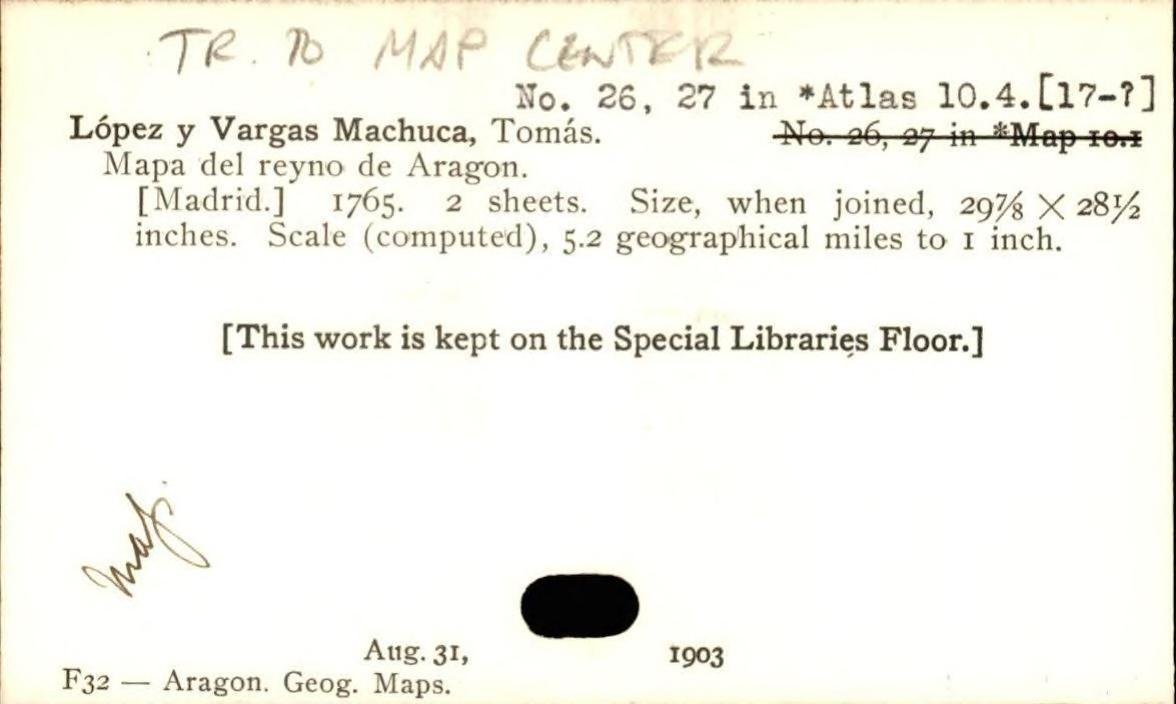 TR. TO MAP CENTER
No. 26, 27 in *Atlas 10.4.[17-?]
López y Vargas Machuca, Tomás. No. 26, 27 in *Map 10.1
Mapa del reyno de Aragon.
[Madrid.] 1765. 2 sheets. Size, when joined, 29⅞ × 28½
inches. Scale (computed), 5.2 geographical miles to 1 inch.
[This work is kept on the Special Libraries Floor.]
Map.
Aug. 31, 1903
F32 — Aragon. Geog. Maps.